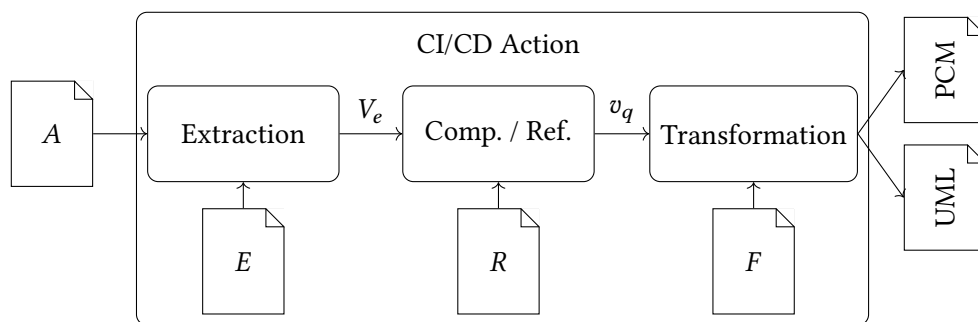 CI/CD Action
A
Extraction
V_e
Comp. / Ref.
v_q
Transformation
PCM
UML
E
R
F